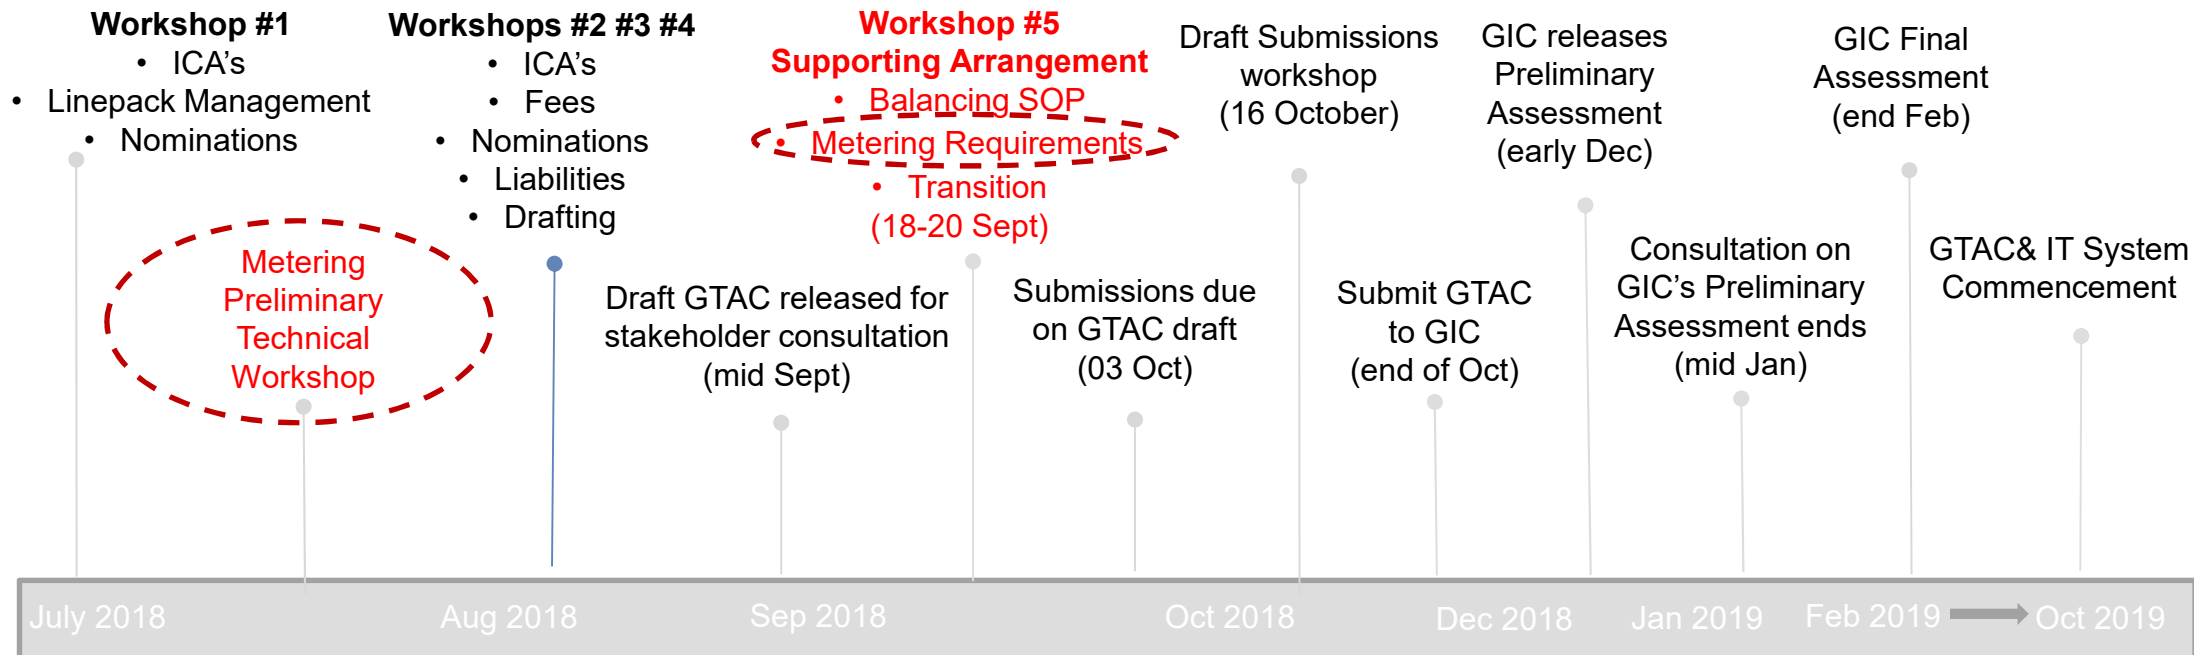 Workshop #1
• ICA's
• Linepack Management
• Nominations
Metering
Preliminary
Technical
Workshop
Workshops #2 #3 #4
• ICA's
• Fees
• Nominations
• Liabilities
• Drafting
Draft GTAC released for
stakeholder consultation
(mid Sept)
Workshop #5
Supporting Arrangement
• Balancing SOP
• Metering Requirements
• Transition
(18-20 Sept)
Submissions due
on GTAC draft
(03 Oct)
Draft Submissions
workshop
(16 October)
Submit GTAC
to GIC
(end of Oct)
GIC releases
Preliminary
Assessment
(early Dec)
Consultation on
GIC's Preliminary
Assessment ends
(mid Jan)
GIC Final
Assessment
(end Feb)
GTAC& IT System
Commencement
July 2018
Aug 2018
Sep 2018
Oct 2018
Dec 2018
Jan 2019
Feb 2019
Oct 2019